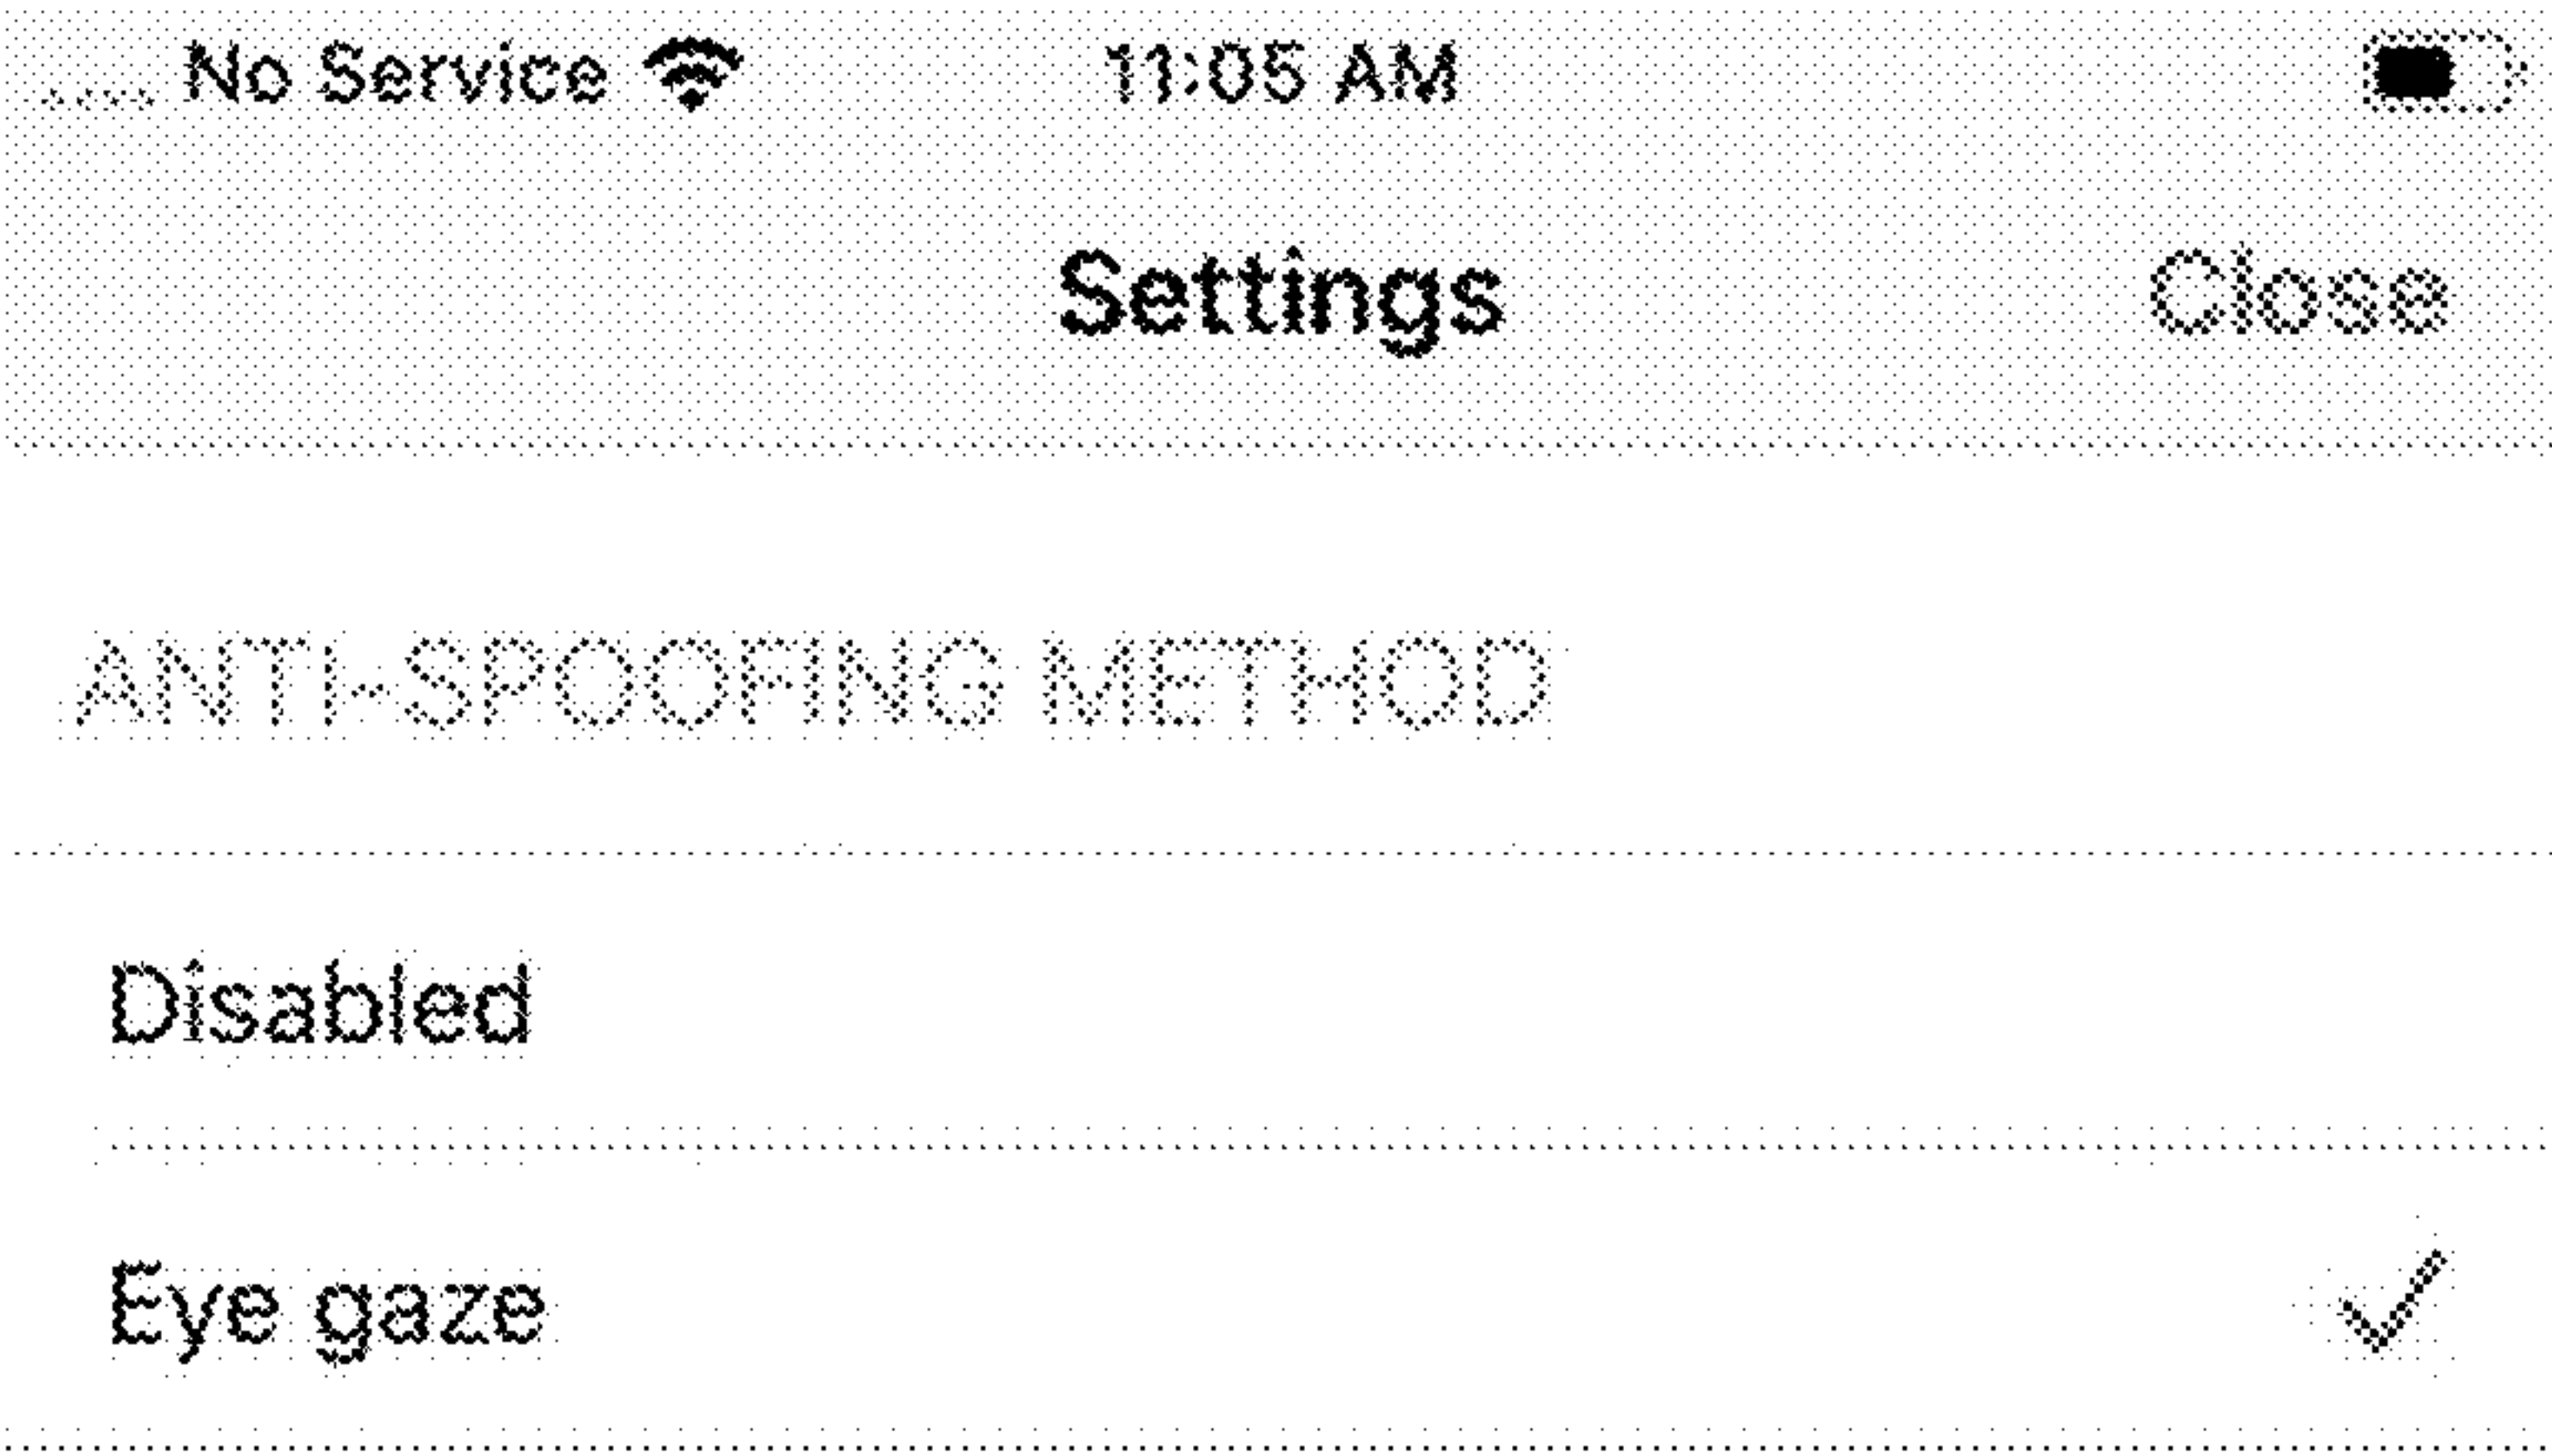 No Service 11:05 AM
Settings Close
ANTI-SPOOFING METHOD
Disabled
Eye gaze